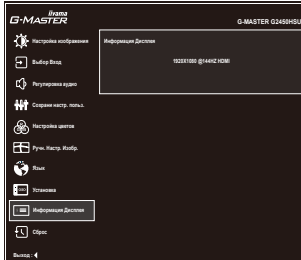 iiyama
G-MASTER
G-MASTER G2450HSU
Настройка изображения
Информация Дисплея
1920X1080 @144HZ HDMI
Выбор Вход
Регулировка аудио
Сохрани настр. польз.
Настройка цветов
Ручн. Настр. Изобр.
Язык
OSD
Установка
Информация Дисплея
Сброс
Выход :